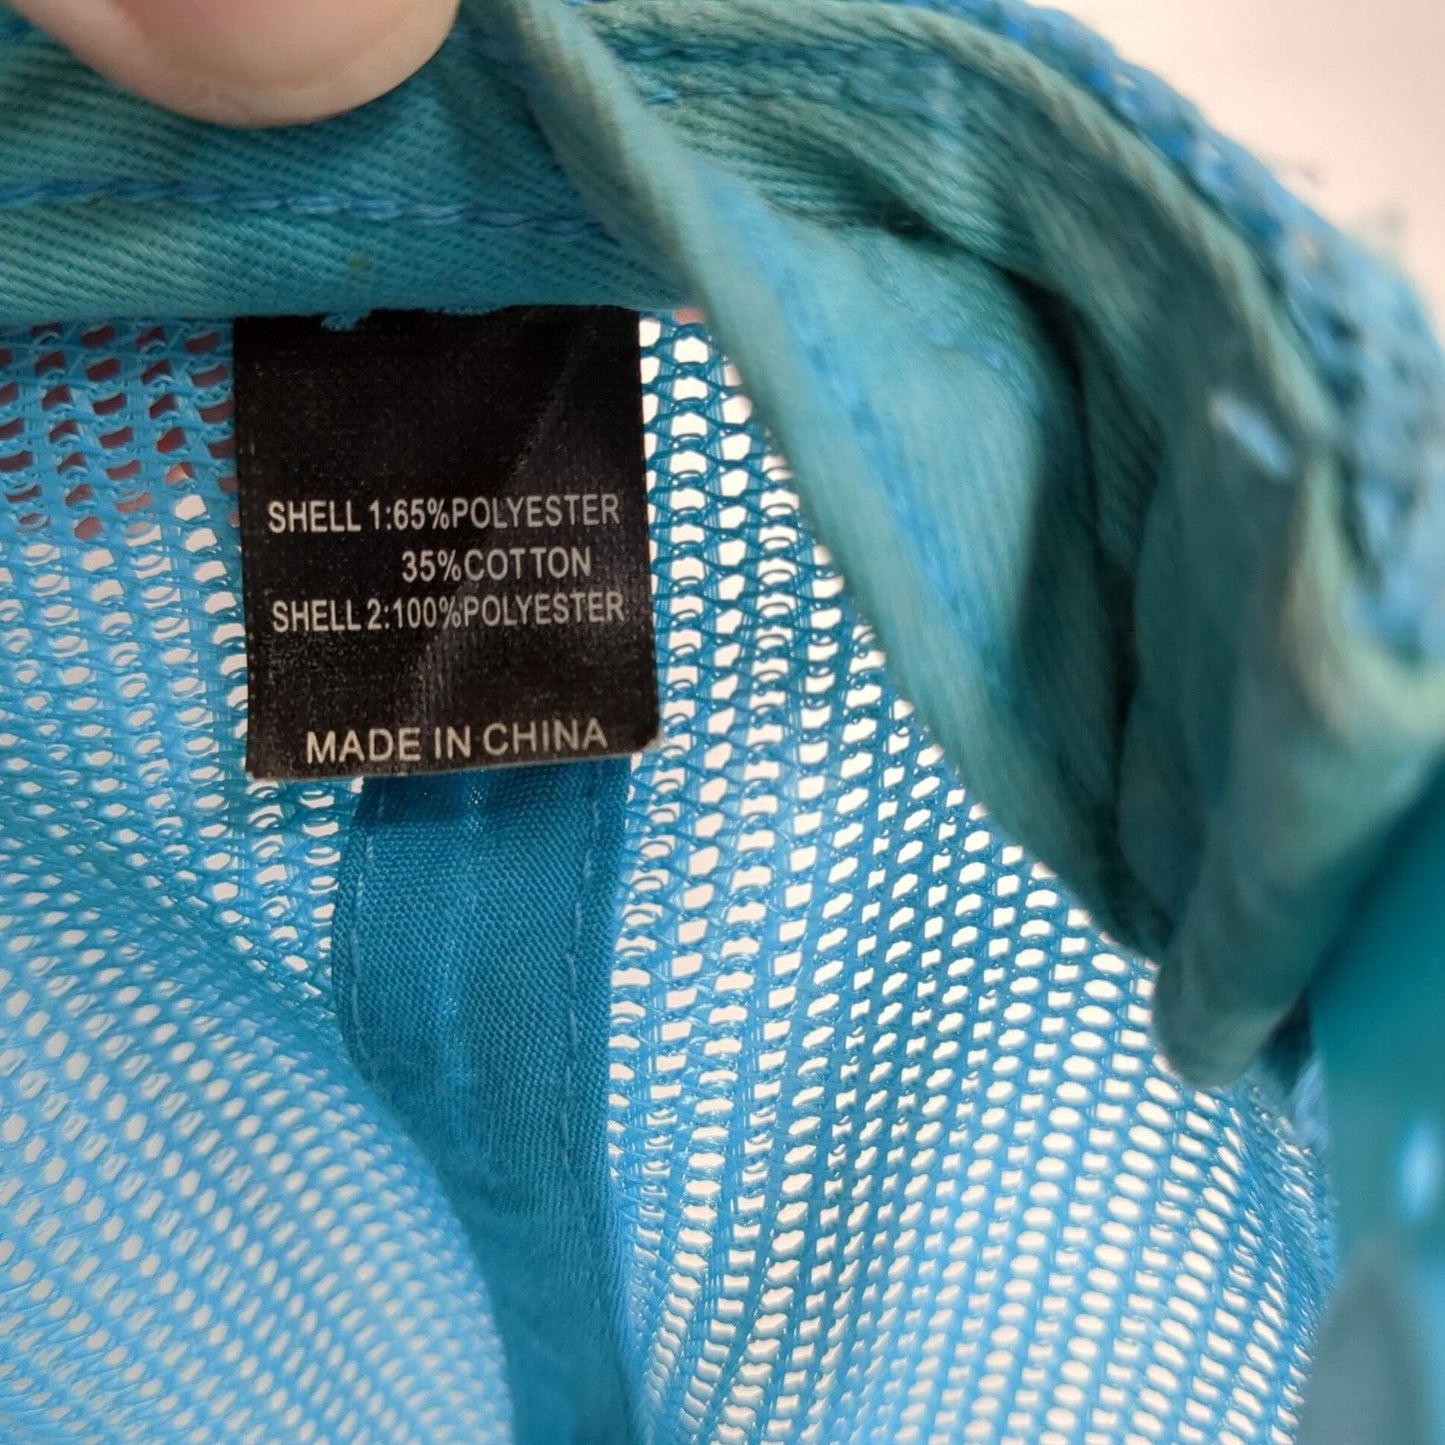 SHELL 1:65%POLYESTER
35%COTTON
SHELL 2:100%POLYESTER
MADE IN CHINA